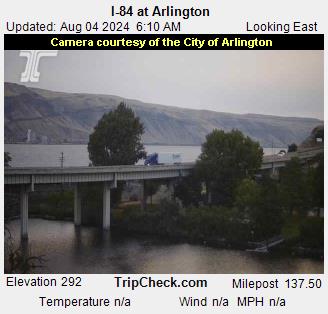 I-84 at Arlington
Updated: Aug 04 2024 6:10 AM Looking East
Camera courtesy of the City of Arlington
Elevation 292 TripCheck.com Milepost 137.50
Temperature n/a Wind n/a MPH n/a